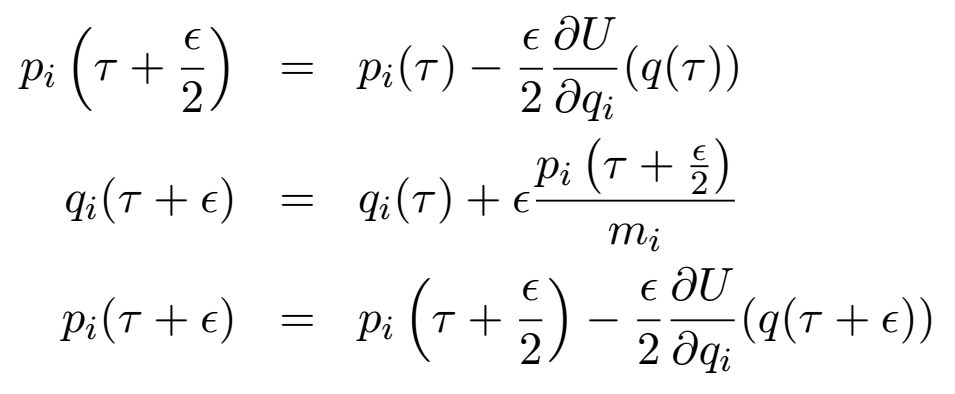 p_i\left(\tau + \frac{\epsilon}{2}\right) = p_i(\tau) - \frac{\epsilon}{2}\frac{\partial U}{\partial q_i}(q(\tau))
q_i(\tau + \epsilon) = q_i(\tau) + \epsilon\frac{p_i\left(\tau + \frac{\epsilon}{2}\right)}{m_i}
p_i(\tau + \epsilon) = p_i\left(\tau + \frac{\epsilon}{2}\right) - \frac{\epsilon}{2}\frac{\partial U}{\partial q_i}(q(\tau + \epsilon))